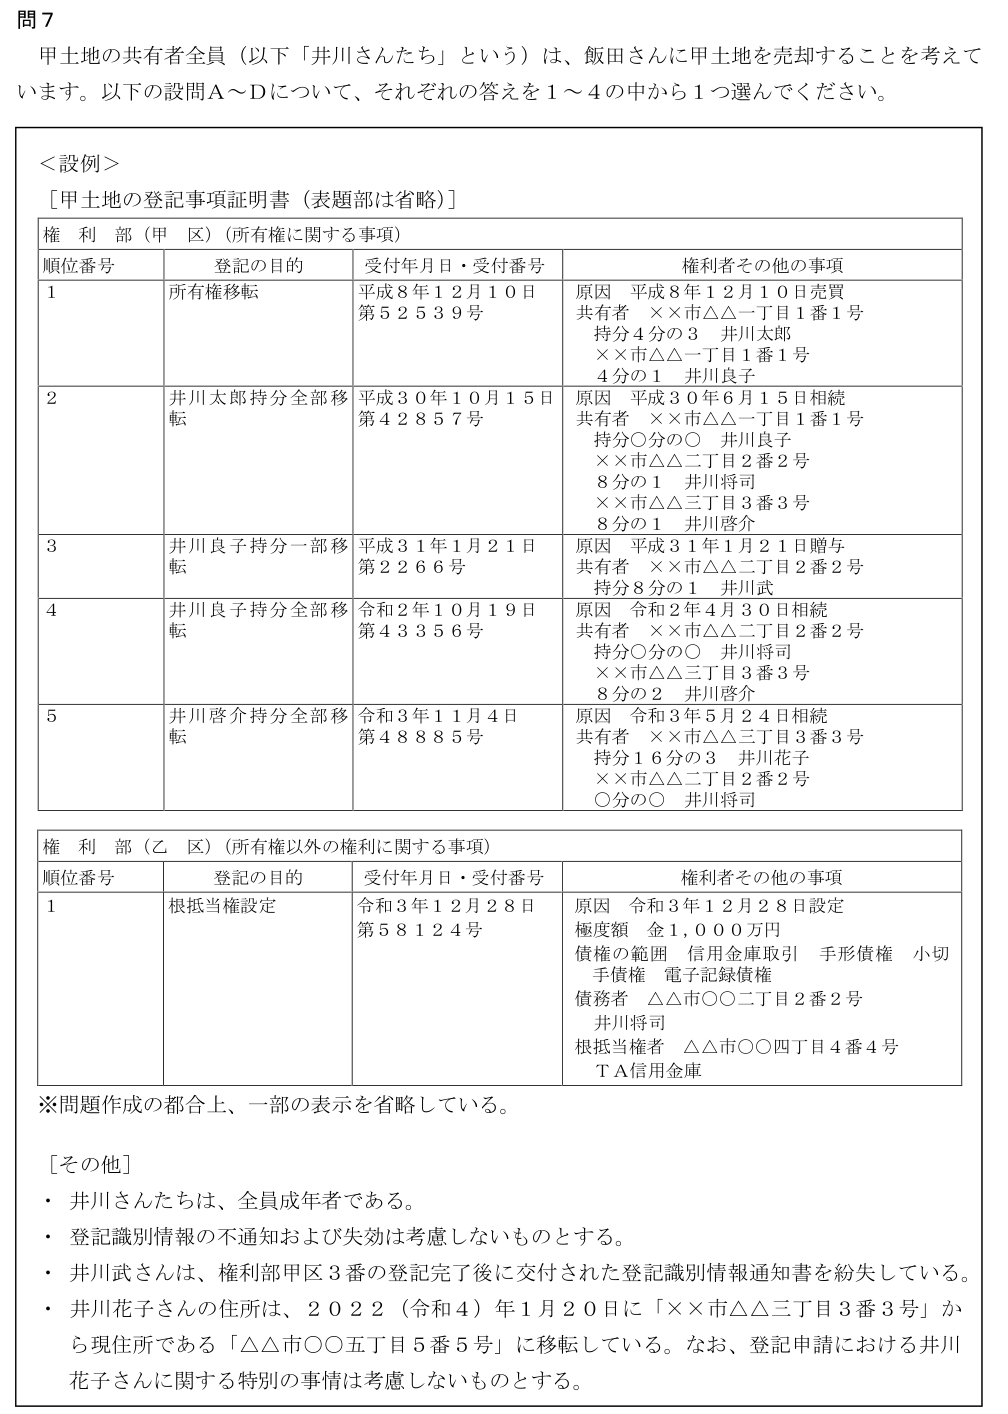 問７
甲土地の共有者全員（以下「井川さんたち」という）は、飯田さんに甲土地を売却することを考えて
います。以下の設問Ａ～Ｄについて、それぞれの答えを１～４の中から１つ選んでください。
＜設例＞
［甲土地の登記事項証明書（表題部は省略）］
権　利　部（甲　区）（所有権に関する事項）
順位番号　登記の目的　受付年月日・受付番号　権利者その他の事項
１　所有権移転　平成８年１２月１０日　原因　平成８年１２月１０日売買
第５２５３９号　共有者　××市△△一丁目１番１号
持分４分の３　井川太郎
××市△△一丁目１番１号
４分の１　井川良子
２　井川太郎持分全部移　平成３０年１０月１５日　原因　平成３０年６月１５日相続
転　第４２８５７号　共有者　××市△△一丁目１番１号
持分〇分の〇　井川良子
××市△△二丁目２番２号
８分の１　井川将司
××市△△三丁目３番３号
８分の１　井川啓介
３　井川良子持分一部移　平成３１年１月２１日　原因　平成３１年１月２１日贈与
転　第２２６６号　共有者　××市△△二丁目２番２号
持分８分の１　井川武
４　井川良子持分全部移　令和２年１０月１９日　原因　令和２年４月３０日相続
転　第４３３５６号　共有者　××市△△二丁目２番２号
持分〇分の〇　井川将司
××市△△三丁目３番３号
８分の２　井川啓介
５　井川啓介持分全部移　令和３年１１月４日　原因　令和３年５月２４日相続
転　第４８８８５号　共有者　××市△△三丁目３番３号
持分１６分の３　井川花子
××市△△二丁目２番２号
〇分の〇　井川将司
権　利　部（乙　区）（所有権以外の権利に関する事項）
順位番号　登記の目的　受付年月日・受付番号　権利者その他の事項
１　根抵当権設定　令和３年１２月２８日　原因　令和３年１２月２８日設定
第５８１２４号　極度額　金１，０００万円
債権の範囲　信用金庫取引　手形債権　小切
手債権　電子記録債権
債務者　△△市〇〇二丁目２番２号
井川将司
根抵当権者　△△市〇〇四丁目４番４号
ＴＡ信用金庫
※問題作成の都合上、一部の表示を省略している。
［その他］
・　井川さんたちは、全員成年者である。
・　登記識別情報の不通知および失効は考慮しないものとする。
・　井川武さんは、権利部甲区３番の登記完了後に交付された登記識別情報通知書を紛失している。
・　井川花子さんの住所は、２０２２（令和４）年１月２０日に「××市△△三丁目３番３号」か
ら現住所である「△△市〇〇五丁目５番５号」に移転している。なお、登記申請における井川
花子さんに関する特別の事情は考慮しないものとする。